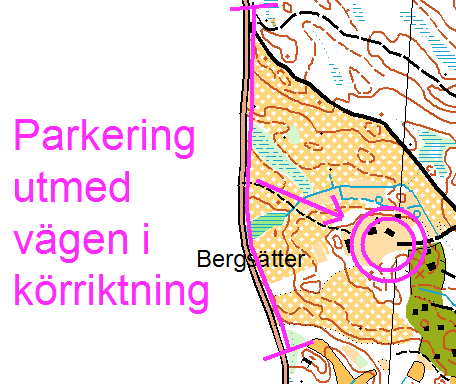 Parkering
utmed
vägen i
körriktning
Bergsätter